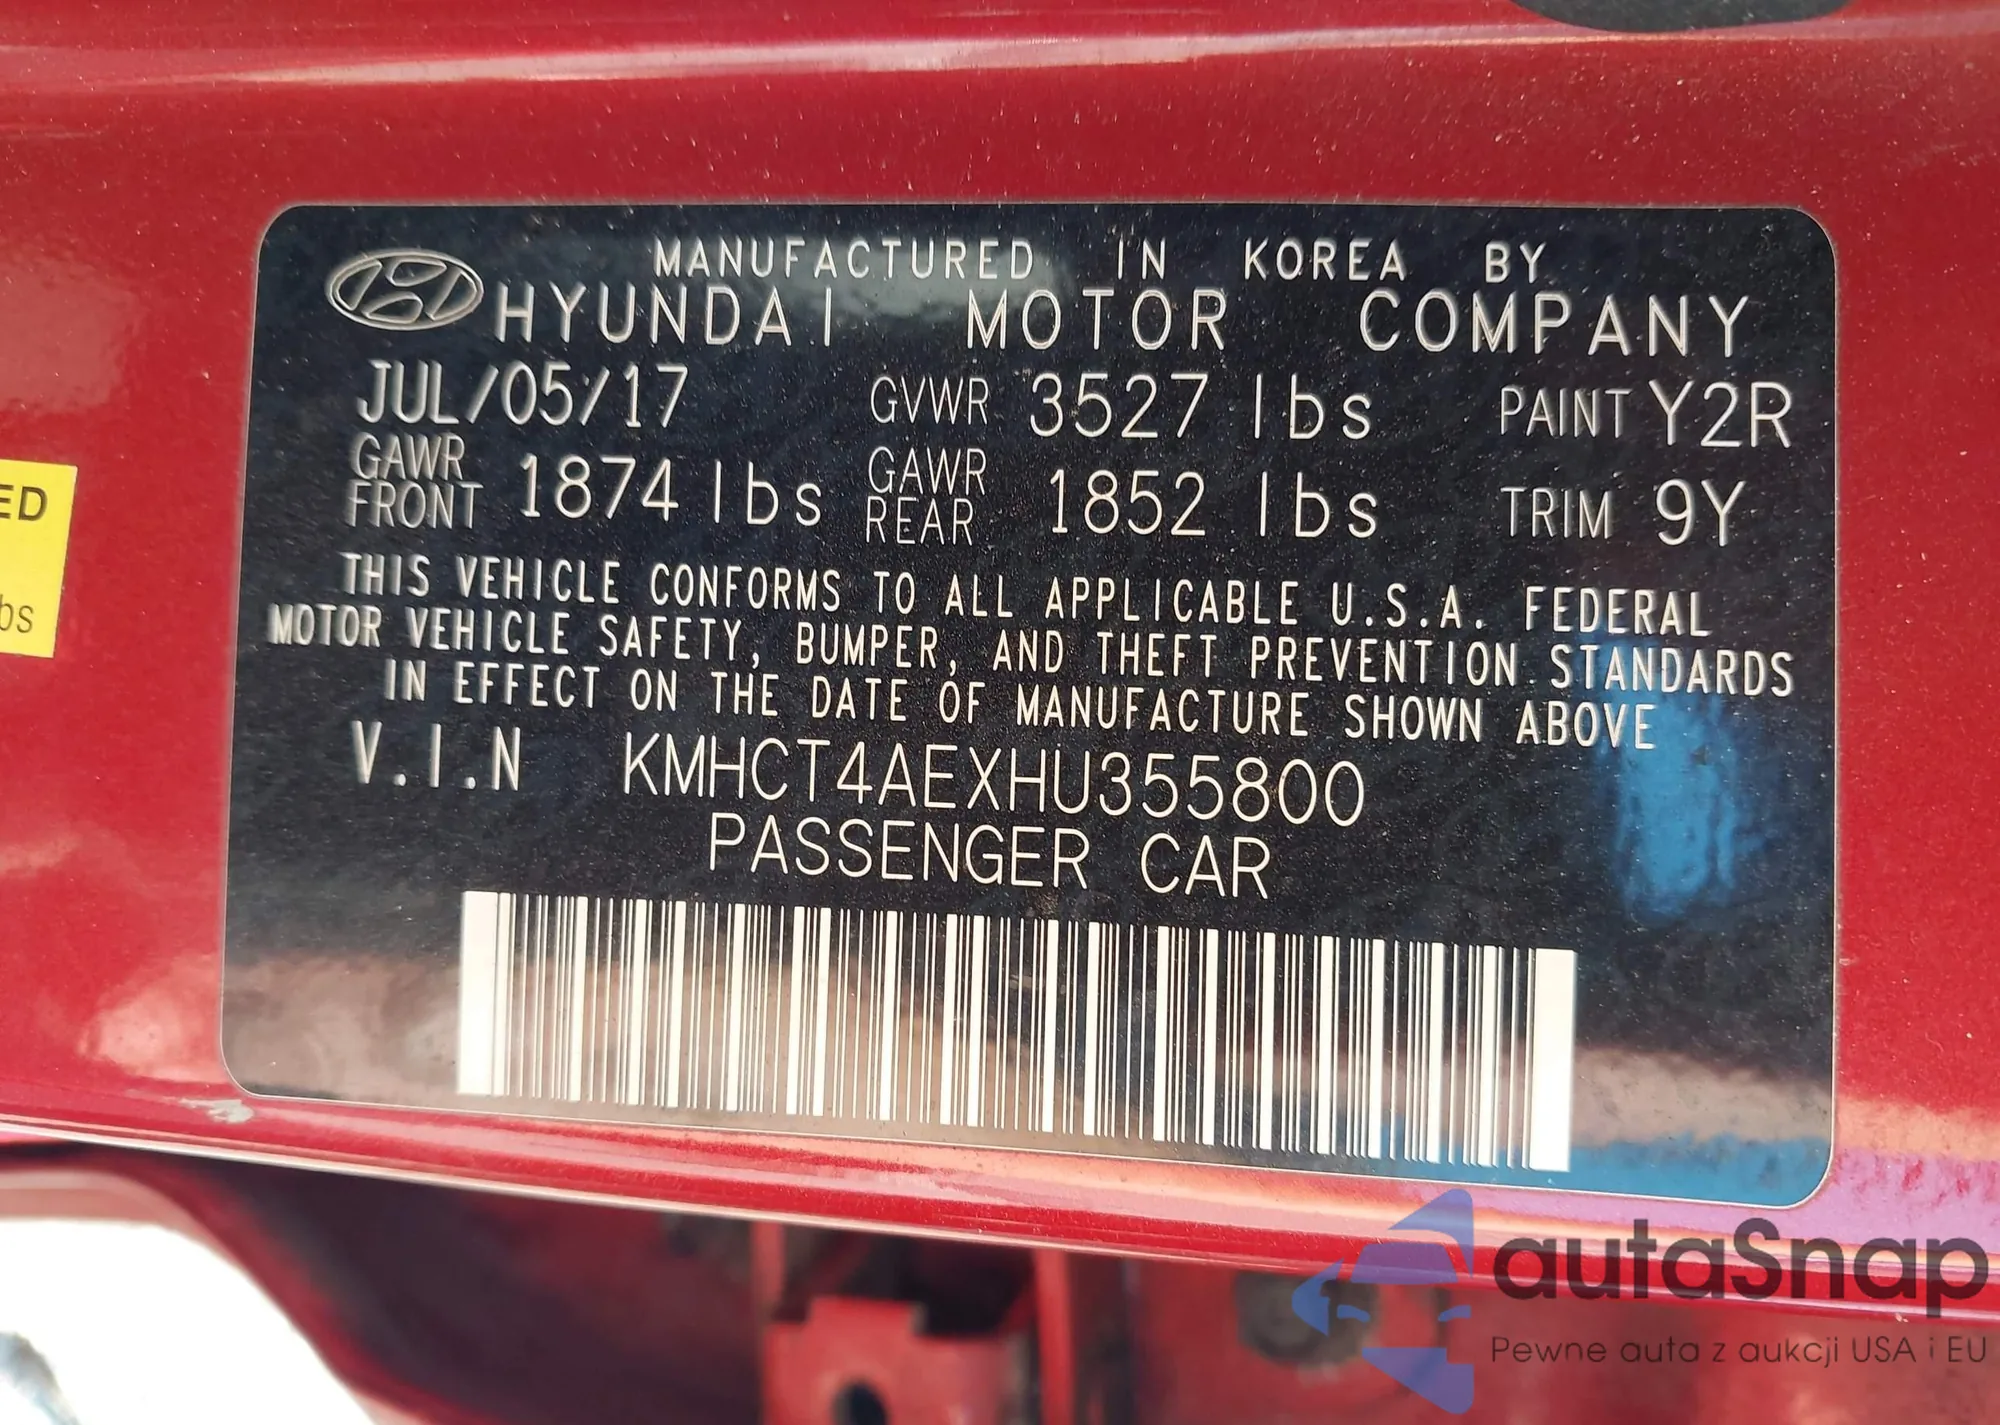 MANUFACTURED IN KOREA BY
HYUNDAI MOTOR COMPANY
JUL/05/17 GVWR 3527 lbs PAINT Y2R
GAWR FRONT 1874 lbs GAWR REAR 1852 lbs TRIM 9Y
THIS VEHICLE CONFORMS TO ALL APPLICABLE U.S.A. FEDERAL
MOTOR VEHICLE SAFETY, BUMPER, AND THEFT PREVENTION STANDARDS
IN EFFECT ON THE DATE OF MANUFACTURE SHOWN ABOVE
V.I.N KMHCT4AEXHU355800
PASSENGER CAR
ED
bs
autaSnap
Pewne auta z aukcji USA i EU